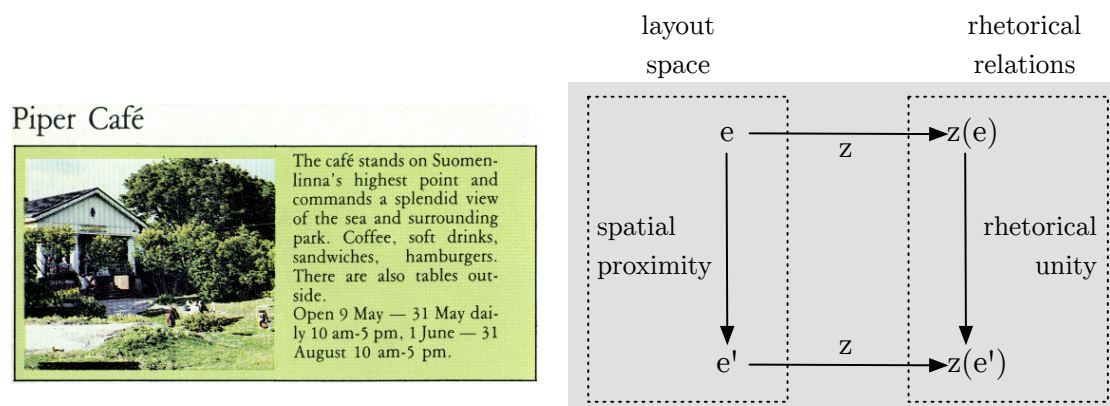 Piper Café
The café stands on Suomen-
linna's highest point and
commands a splendid view
of the sea and surrounding
park. Coffee, soft drinks,
sandwiches, hamburgers.
There are also tables out-
side.
Open 9 May — 31 May dai-
ly 10 am-5 pm, 1 June — 31
August 10 am-5 pm.
layout
space
rhetorical
relations
e
z
z(e)
spatial
proximity
rhetorical
unity
e'
z
z(e')